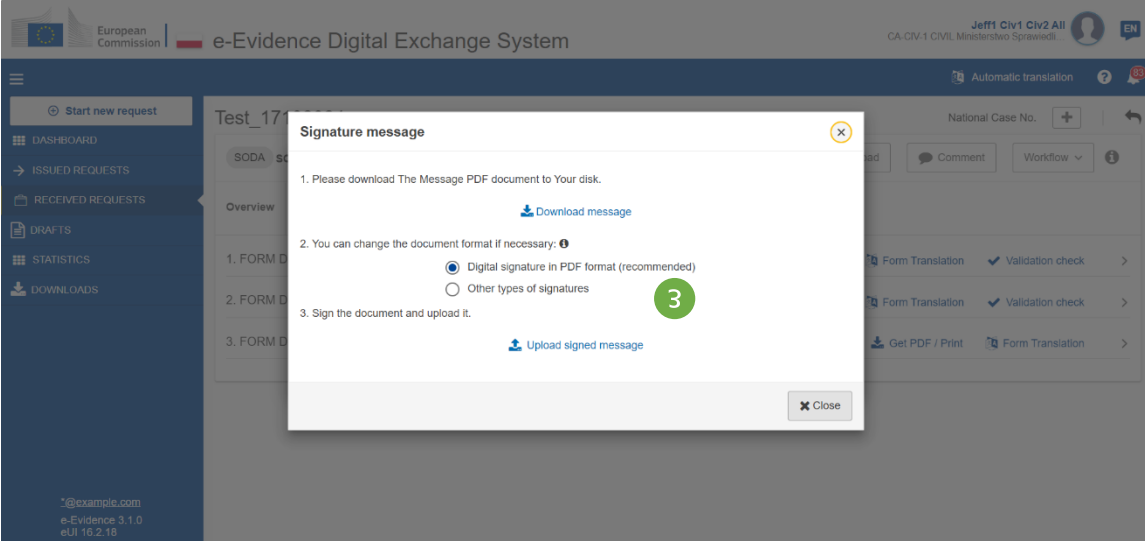 European
Commission
e-Evidence Digital Exchange System
Jeff1 Civ1 Civ2 All
CA-CIV-1 CIVIL Ministerstwo Sprawiedli...
EN
Automatic translation
?
83
Start new request
DASHBOARD
ISSUED REQUESTS
RECEIVED REQUESTS
DRAFTS
STATISTICS
DOWNLOADS
*@example.com
e-Evidence 3.1.0
eUI 16.2.18
National Case No.
SODA
Comment
Workflow
Overview
1. FORM D
Form Translation
Validation check
2. FORM D
Form Translation
Validation check
3. FORM D
Get PDF / Print
Form Translation
Signature message
1. Please download The Message PDF document to Your disk.
Download message
2. You can change the document format if necessary:
Digital signature in PDF format (recommended)
Other types of signatures
3
3. Sign the document and upload it.
Upload signed message
Close